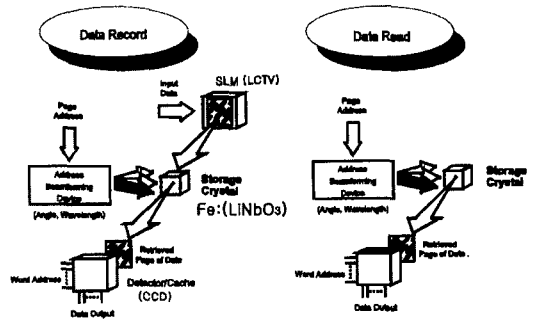 Data Record
Input
Data
SLM (LCTV)
Page
Address
Address
Beamforming
Device
(Angle, Wavelength)
Storage
Crystal
Fe:(LiNbO₃)
Retrieved
Page of Data
Word Address
Detector/Cache
(CCD)
Data Output
Data Read
Page
Address
Address
Beamforming
Device
(Angle, Wavelength)
Storage
Crystal
Retrieved
Page of Data.
Word Address
Data Output